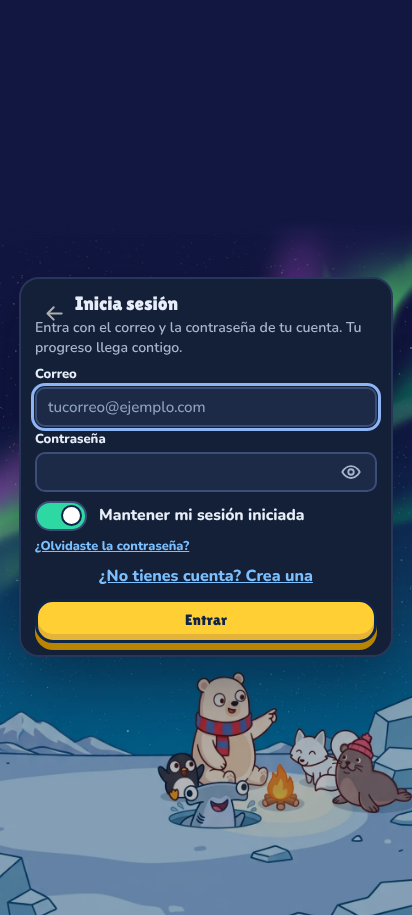 Inicia sesión
Entra con el correo y la contraseña de tu cuenta. Tu
progreso llega contigo.
Correo
tucorreo@ejemplo.com
Contraseña
Mantener mi sesión iniciada
¿Olvidaste la contraseña?
¿No tienes cuenta? Crea una
Entrar